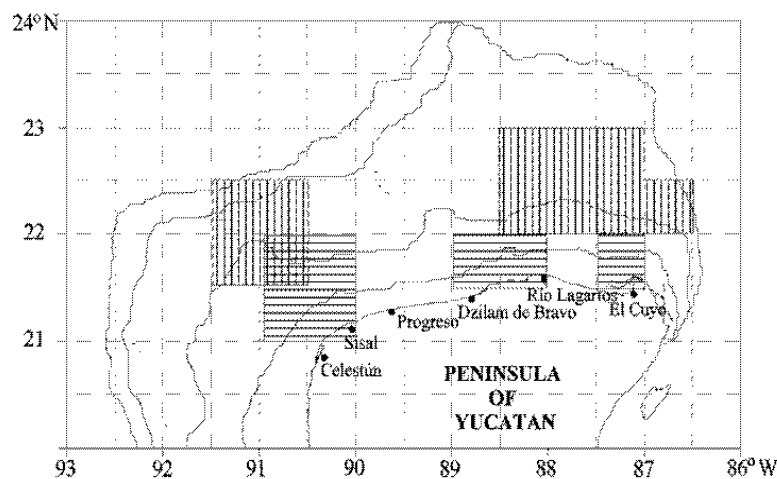 24° N
23
22
21
Rio Lagartos
Dzilam de Bravo
El Cuyo
Progreso
Sisal
Celestún
PENINSULA
OF
YUCATAN
93
92
91
90
89
88
87
86° W